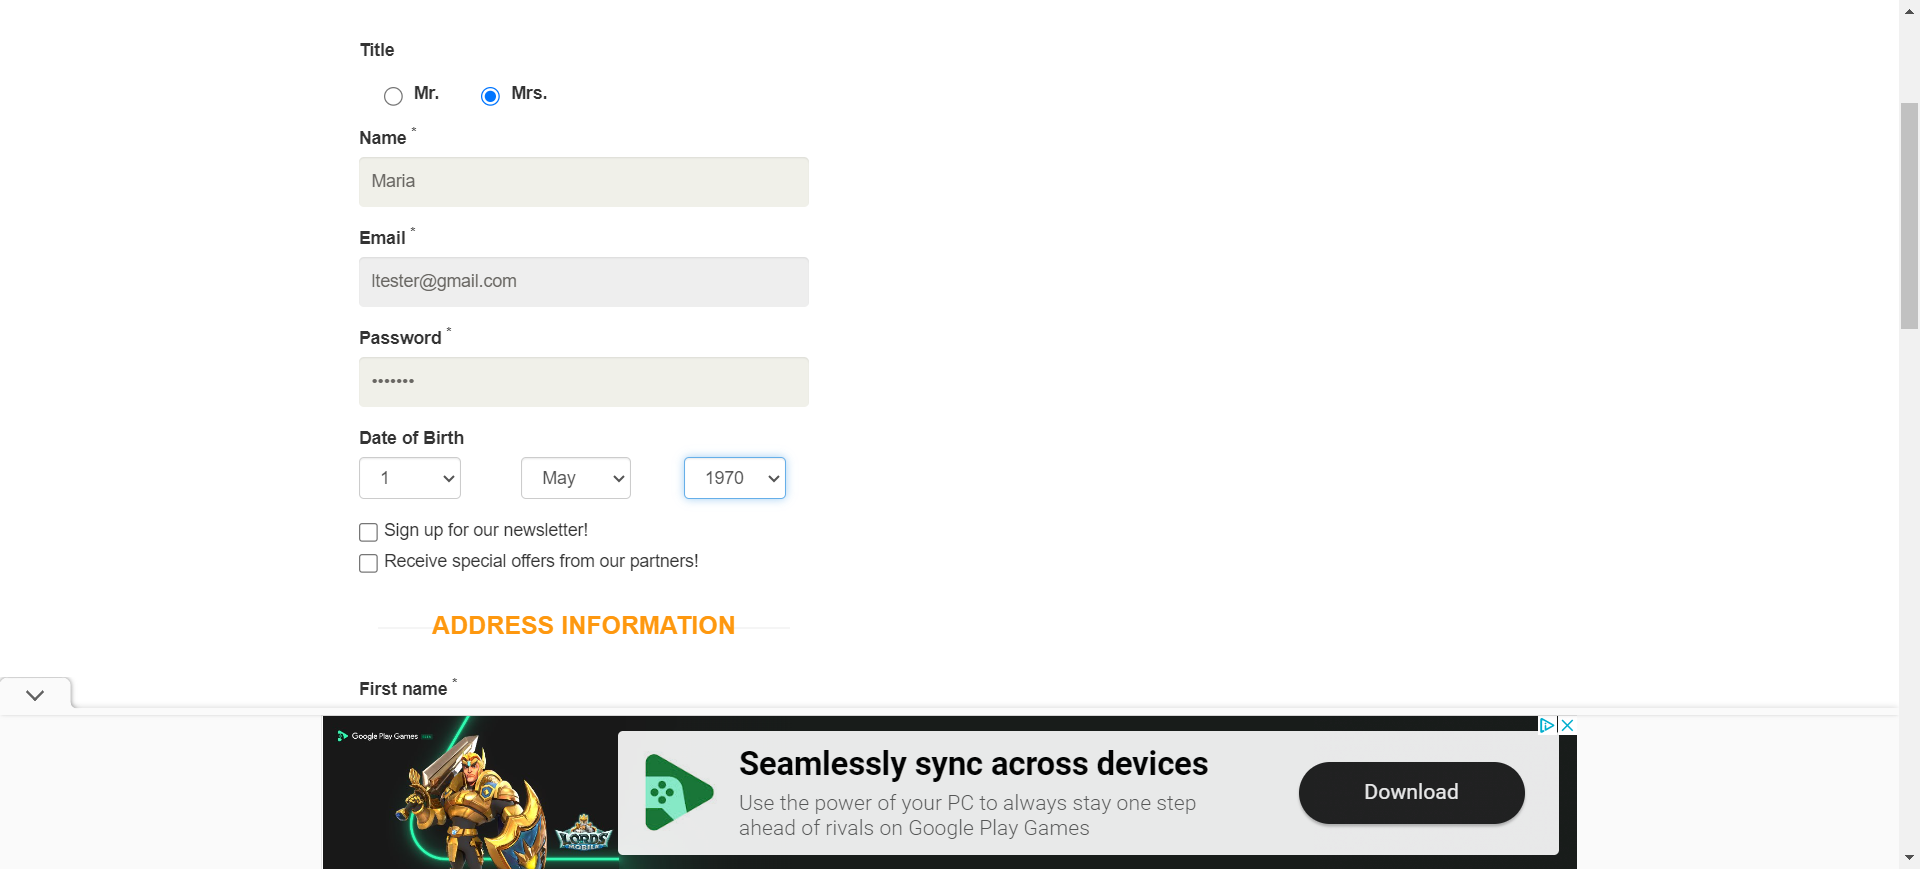 Title
Mr.
Mrs.
Name *
Maria
Email *
ltester@gmail.com
Password *
•••••••
Date of Birth
1
May
1970
Sign up for our newsletter!
Receive special offers from our partners!
ADDRESS INFORMATION
First name *
Google Play Games
LORDS
MOBILE
Seamlessly sync across devices
Use the power of your PC to always stay one step
ahead of rivals on Google Play Games
Download